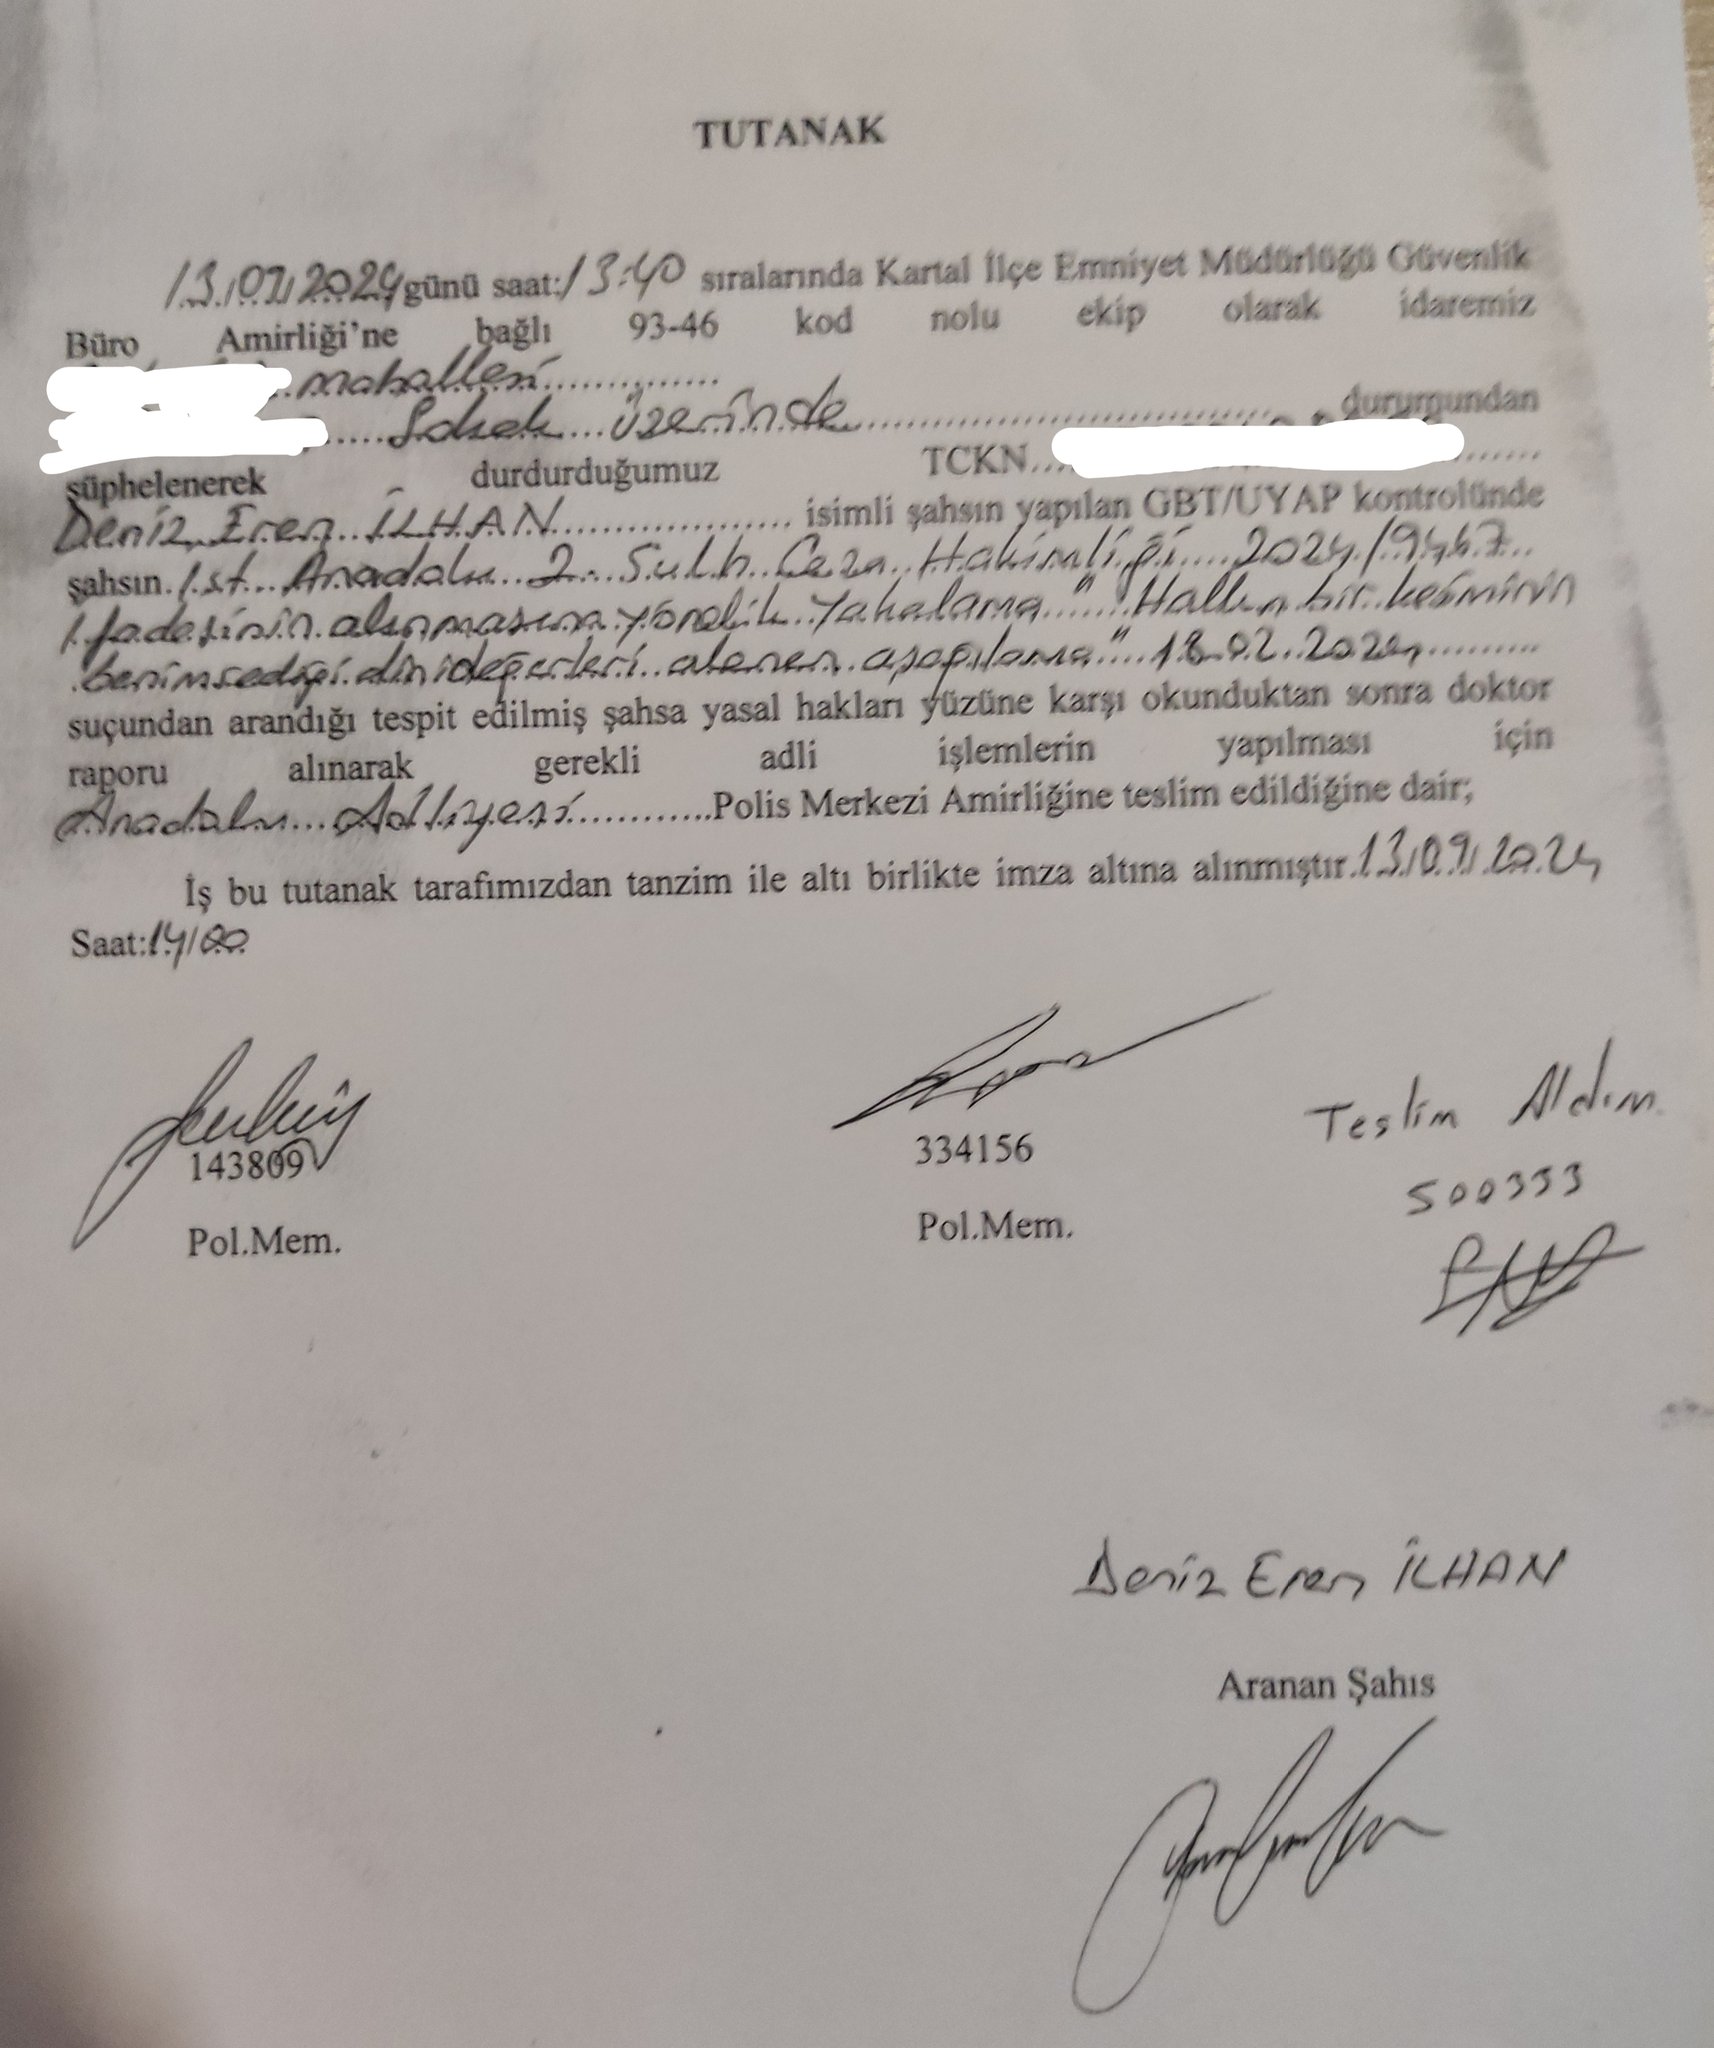 TUTANAK
13/09/2024 günü saat:13:40 sıralarında Kartal İlçe Emniyet Müdürlüğü Güvenlik
Büro Amirliği'ne bağlı 93-46 kod nolu ekip olarak idaremiz
mahallesi..............
....Sokak...üzerinde.............................. durumundan
şüphelenerek durdurduğumuz TCKN....
Deniz Eren İLHAN.................. isimli şahsın yapılan GBT/UYAP kontrolünde
şahsın İst. Anadolu 2. Sulh Ceza Hakimliği 2024/9467
ifadesinin alınmasına yönelik Yakalama" Halkın bir kesminin
benimsediği dini değerleri alenen aşağılama" 18.02.2024
suçundan arandığı tespit edilmiş şahsa yasal hakları yüzüne karşı okunduktan sonra doktor
raporu alınarak gerekli adli işlemlerin yapılması için
Anadolu Adliyesi............Polis Merkezi Amirliğine teslim edildiğine dair;
İş bu tutanak tarafımızdan tanzim ile altı birlikte imza altına alınmıştır.13/09/2024
Saat:14/00
143809
Pol.Mem.
334156
Pol.Mem.
Teslim Aldım
500333
Deniz Eren İLHAN
Aranan Şahıs